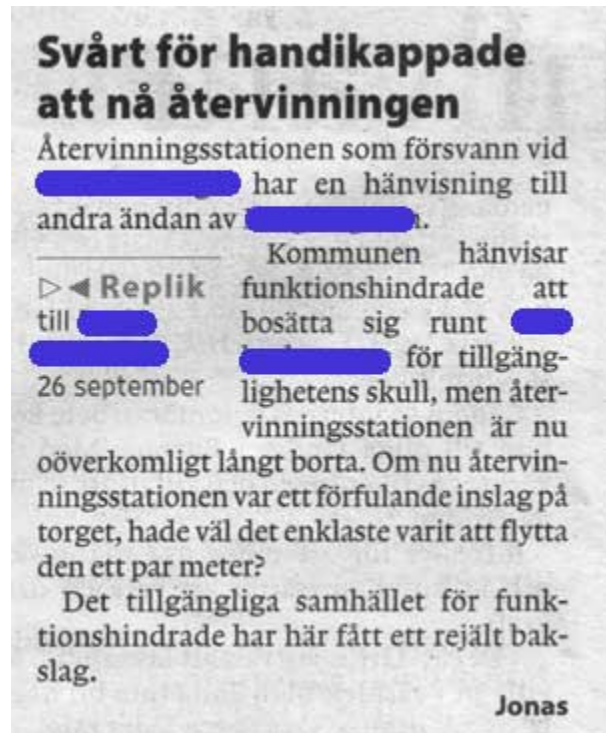 Svårt för handikappade
att nå återvinningen
Återvinningsstationen som försvann vid
har en hänvisning till
andra ändan av
Kommunen hänvisar
▷◀ Replik
till
26 september
funktionshindrade att
bosätta sig runt
för tillgäng-
lighetens skull, men åter-
vinningsstationen är nu
oöverkomligt långt borta. Om nu återvin-
ningsstationen var ett förfulande inslag på
torget, hade väl det enklaste varit att flytta
den ett par meter?
Det tillgängliga samhället för funk-
tionshindrade har här fått ett rejält bak-
slag.
Jonas